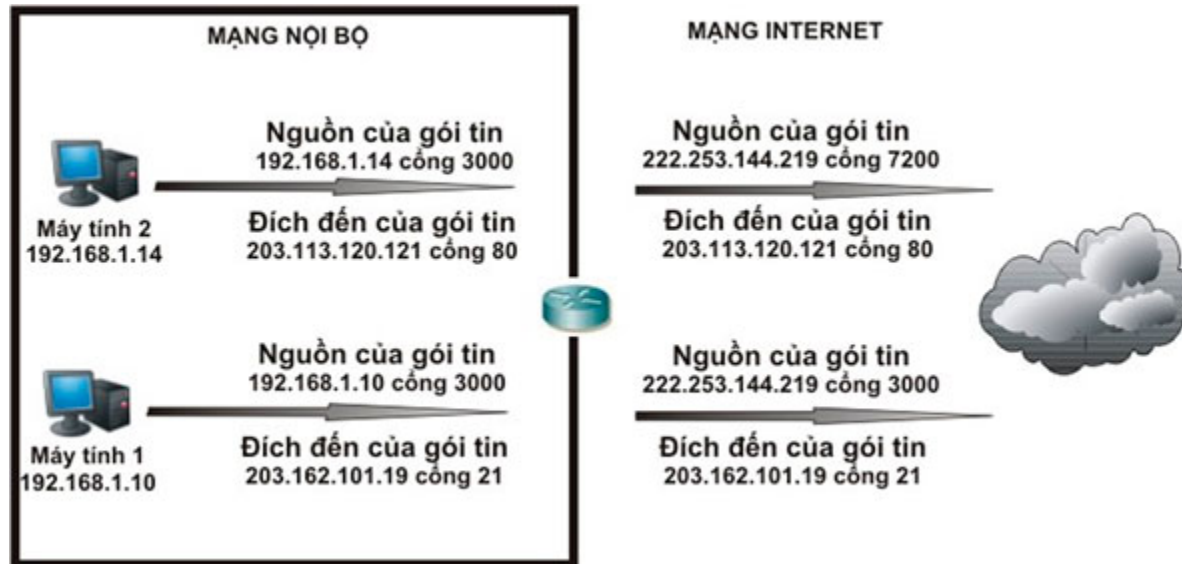 MẠNG NỘI BỘ
MẠNG INTERNET
Nguồn của gói tin
192.168.1.14 cổng 3000
Đích đến của gói tin
203.113.120.121 cổng 80
Máy tính 2
192.168.1.14
Nguồn của gói tin
222.253.144.219 cổng 7200
Đích đến của gói tin
203.113.120.121 cổng 80
Nguồn của gói tin
192.168.1.10 cổng 3000
Đích đến của gói tin
203.162.101.19 cổng 21
Máy tính 1
192.168.1.10
Nguồn của gói tin
222.253.144.219 cổng 3000
Đích đến của gói tin
203.162.101.19 cổng 21